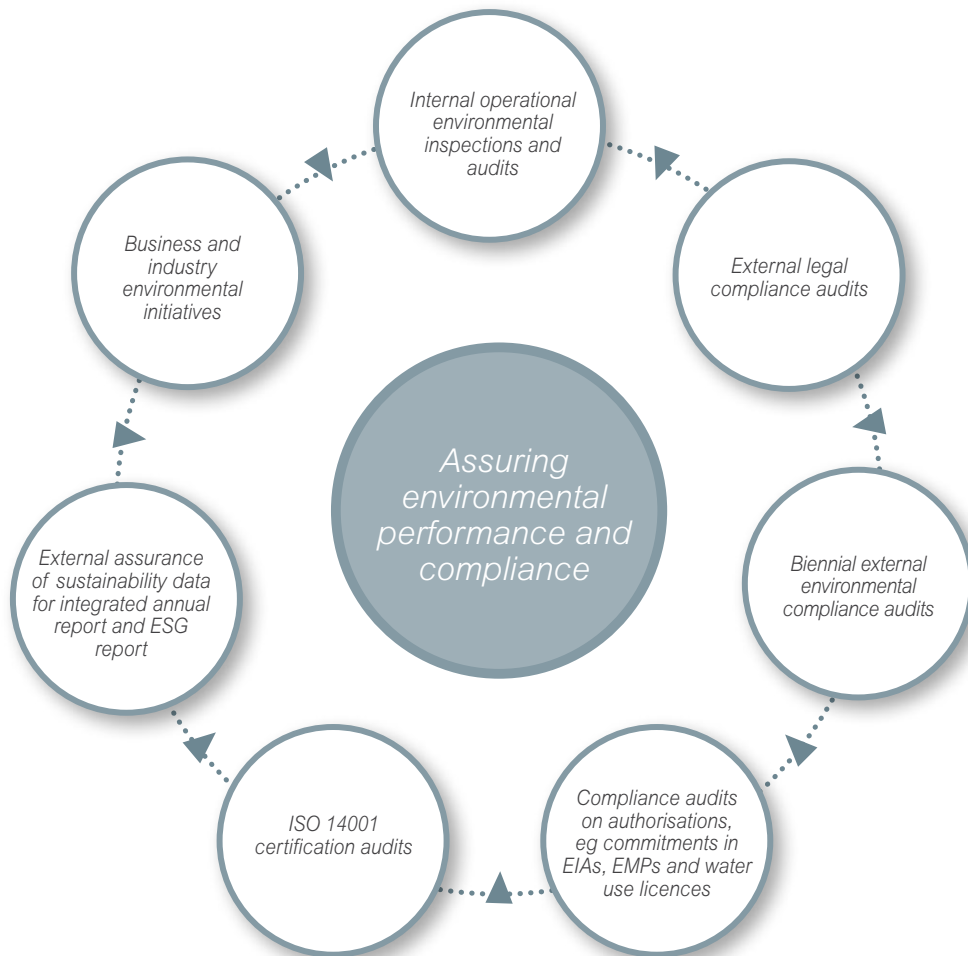 Internal operational
environmental
inspections and
audits
External legal
compliance audits
Biennial external
environmental
compliance audits
Compliance audits
on authorisations,
eg commitments in
EIAs, EMPs and water
use licences
ISO 14001
certification audits
External assurance
of sustainability data
for integrated annual
report and ESG
report
Business and
industry
environmental
initiatives
Assuring
environmental
performance and
compliance